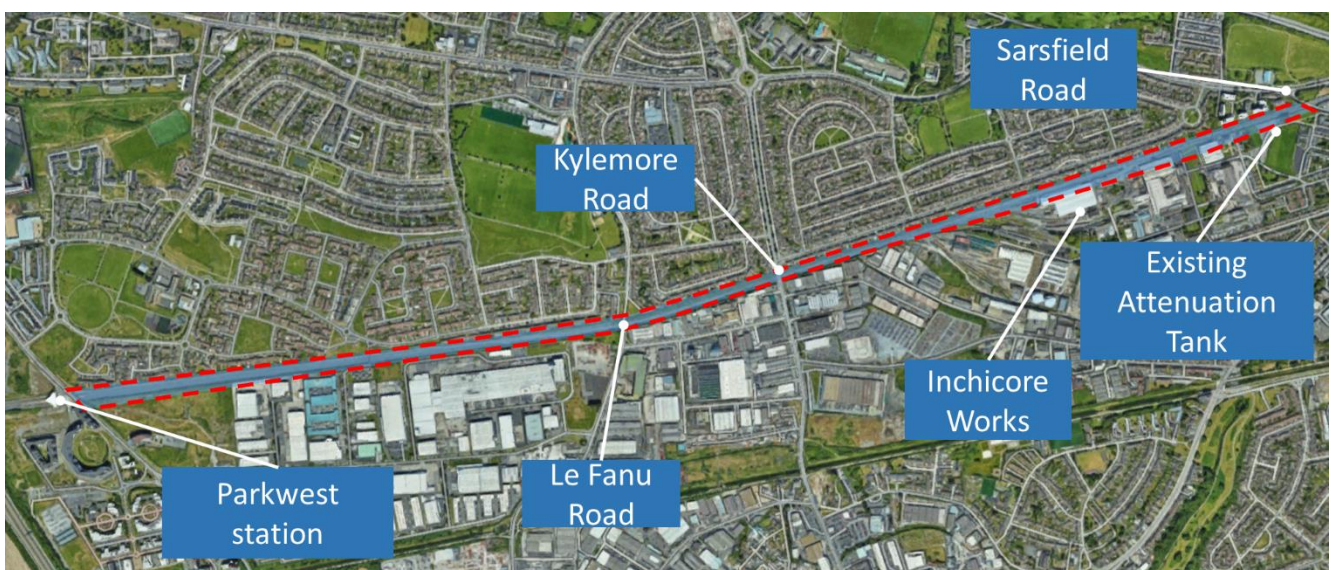 Sarsfield
Road
Kylemore
Road
Existing
Attenuation
Tank
Inchicore
Works
Le Fanu
Road
Parkwest
station